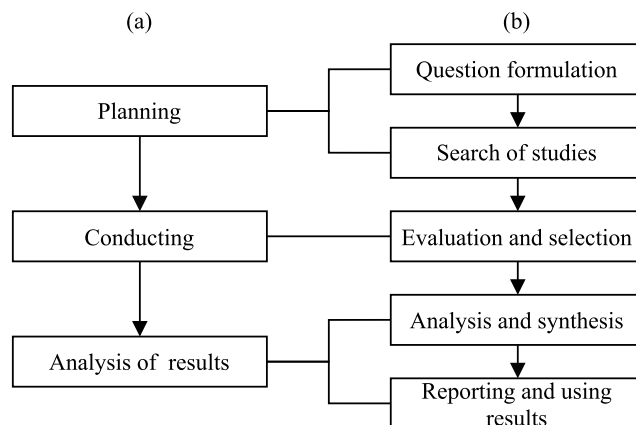 (a)
(b)
Planning
Conducting
Analysis of results
Question formulation
Search of studies
Evaluation and selection
Analysis and synthesis
Reporting and using
results